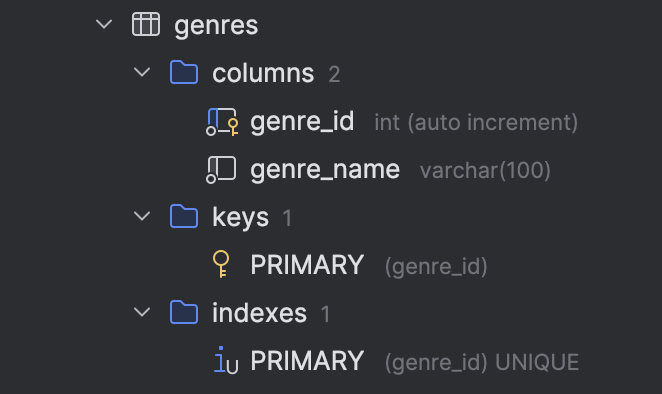 genres
columns 2
genre_id int (auto increment)
genre_name varchar(100)
keys 1
PRIMARY (genre_id)
indexes 1
PRIMARY (genre_id) UNIQUE